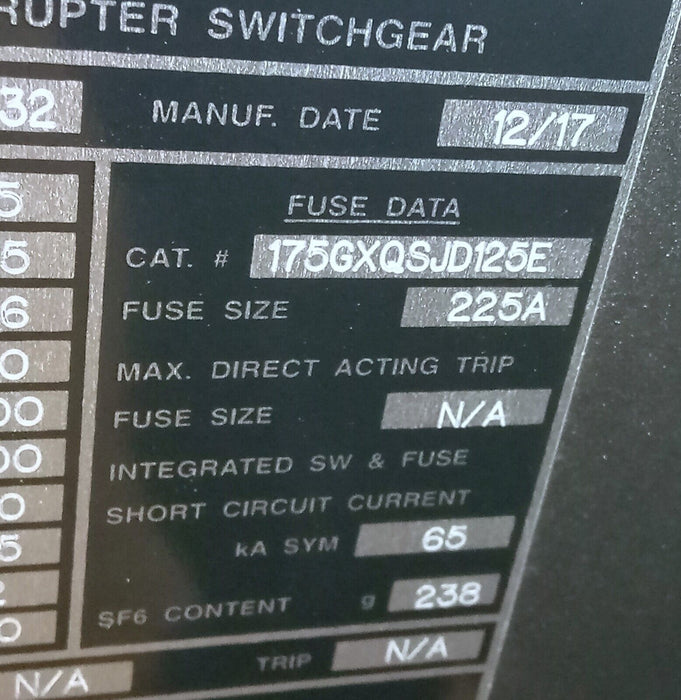 RUPTER SWITCHGEAR
32 MANUF. DATE 12/17
5 FUSE DATA
5 CAT. # 175GXQSJD125E
6 FUSE SIZE 225A
0 MAX. DIRECT ACTING TRIP
00 FUSE SIZE N/A
00 INTEGRATED SW & FUSE
0 SHORT CIRCUIT CURRENT
5 kA SYM 65
2
0 SF6 CONTENT g 238
N/A TRIP N/A